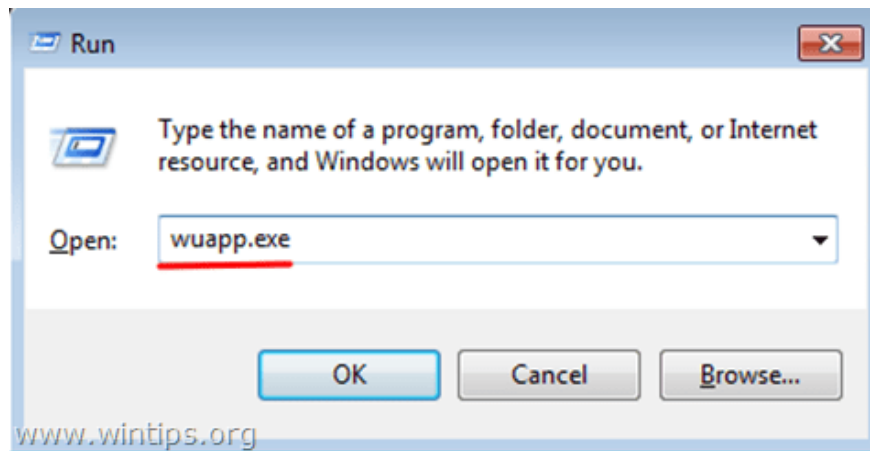 Run
Type the name of a program, folder, document, or Internet
resource, and Windows will open it for you.
Open: wuapp.exe
OK Cancel Browse...
www.wintips.org